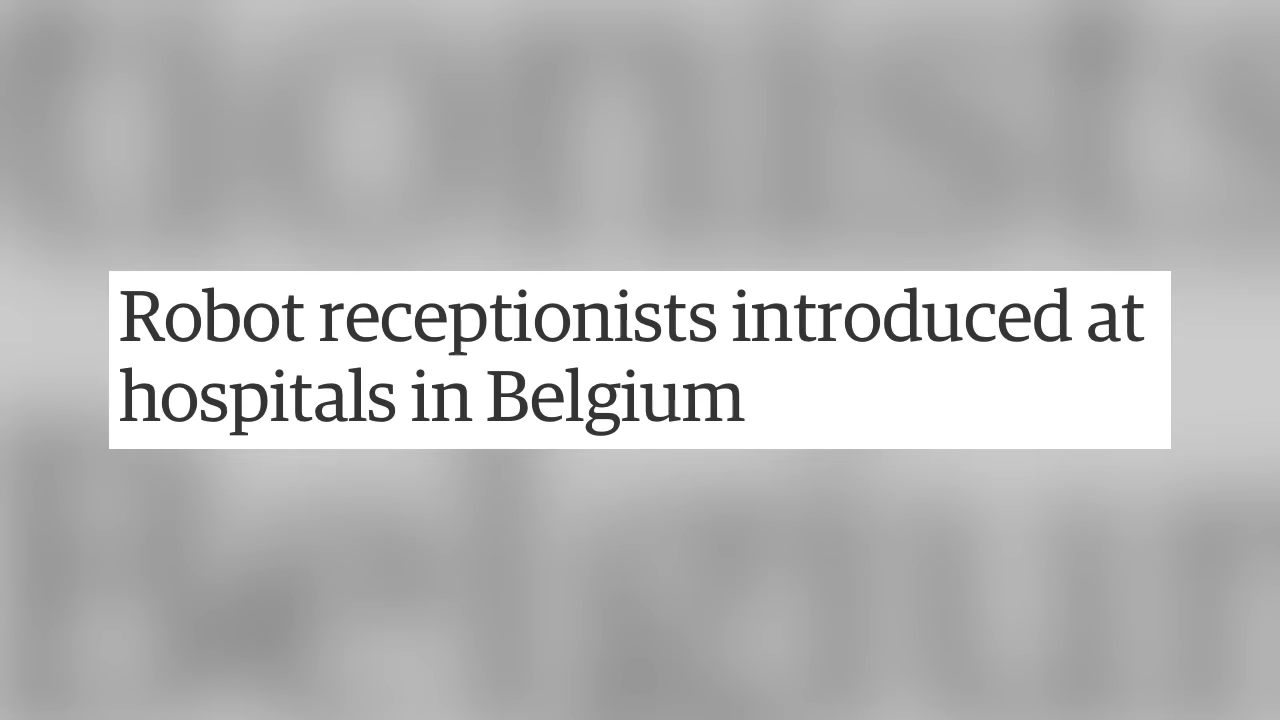 Robot receptionists introduced at
hospitals in Belgium